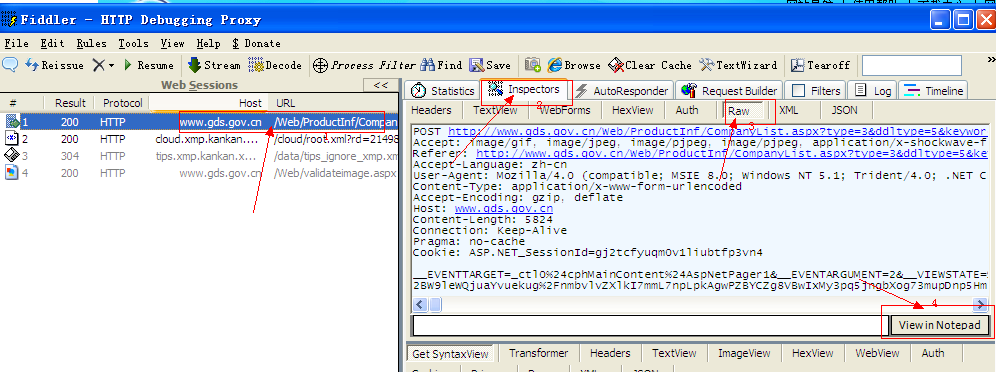 Fiddler - HTTP Debugging Proxy
File Edit Rules Tools View Help $ Donate
Reissue Resume Stream Decode Process Filter Find Save Browse Clear Cache TextWizard Tearoff
Web Sessions <<
Statistics Inspectors AutoResponder Request Builder Filters Log Timeline
# Result Protocol Host URL
Headers TextView WebForms HexView Auth Raw XML JSON
1 200 HTTP www.gds.gov.cn /Web/ProductInf/Compan
2 200 HTTP cloud.xmp.kankan.... /cloud/root.xml?rd=21498
3 304 HTTP tips.xmp.kankan.x... /data/tips_ignore_xmp.xm
4 200 HTTP www.gds.gov.cn /Web/validateimage.aspx
1
2
3
POST http://www.gds.gov.cn/Web/ProductInf/CompanyList.aspx?type=3&ddltype=5&keywor
Accept: image/gif, image/jpeg, image/pjpeg, image/pjpeg, application/x-shockwave-f
Referer: http://www.gds.gov.cn/Web/ProductInf/CompanyList.aspx?type=3&ddltype=5&ke
Accept-Language: zh-cn
User-Agent: Mozilla/4.0 (compatible; MSIE 8.0; Windows NT 5.1; Trident/4.0; .NET C
Content-Type: application/x-www-form-urlencoded
Accept-Encoding: gzip, deflate
Host: www.gds.gov.cn
Content-Length: 5824
Connection: Keep-Alive
Pragma: no-cache
Cookie: ASP.NET_SessionId=gj2tcfyuqm0v1liubtfp3vn4
__EVENTTARGET=_ctl0%24cphMainContent%24AspNetPager1&__EVENTARGUMENT=2&__VIEWSTATE=
2BW9leWQjuaYvuekug%2FnmbvlvZXlkI7mmL7npLpkAgwPZBYCZg8VBwIxMy3pq5jngbXog73mupDnp5Hm
4
View in Notepad
Get SyntaxView Transformer Headers TextView ImageView HexView WebView Auth